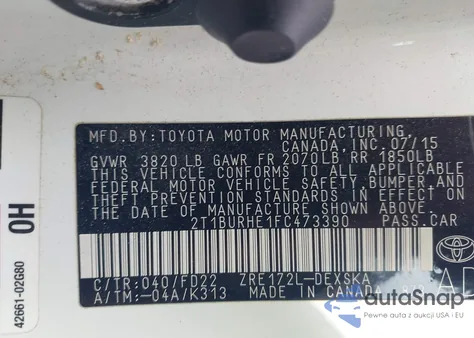 MFD.BY:TOYOTA MOTOR MANUFACTURING,
CANADA, INC. 07/15
GVWR 3820 LB GAWR FR 2070LB RR 1850LB
THIS VEHICLE CONFORMS TO ALL APPLICABLE
FEDERAL MOTOR VEHICLE SAFETY,BUMPER,AND
THEFT PREVENTION STANDARDS IN EFFECT ON
THE DATE OF MANUFACTURE SHOWN ABOVE.
2T1BURHE1FC473390 PASS.CAR
C/TR:040/FD22 ZRE172L-DEXSKA
A/TM:-04A/K313 MADE IN CANADA
TOYOTA
OH
42661-02G80
autoSnap
Pewne auta z aukcji USA i EU